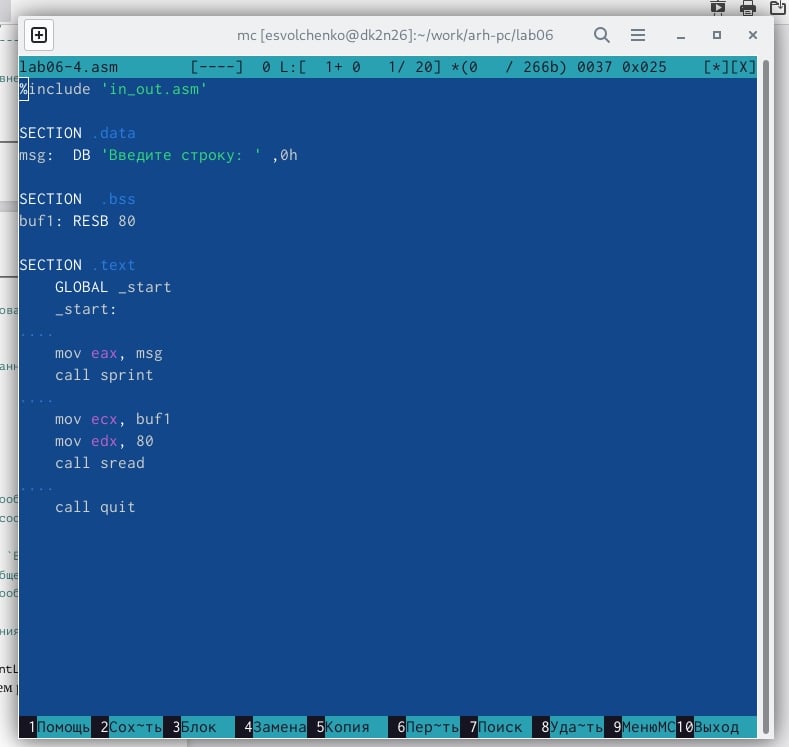 mc [esvolchenko@dk2n26]:~/work/arh-pc/lab06
lab06-4.asm [----] 0 L:[ 1+ 0 1/ 20] *(0 / 266b) 0037 0x025 [*][X]
%include 'in_out.asm'
SECTION .data
msg: DB 'Введите строку: ' ,0h
SECTION .bss
buf1: RESB 80
SECTION .text
GLOBAL _start
_start:
....
mov eax, msg
call sprint
....
mov ecx, buf1
mov edx, 80
call sread
....
call quit
1Помощь 2Сох~ть 3Блок 4Замена 5Копия 6Пер~ть 7Поиск 8Уда~ть 9МенюMC 10Выход